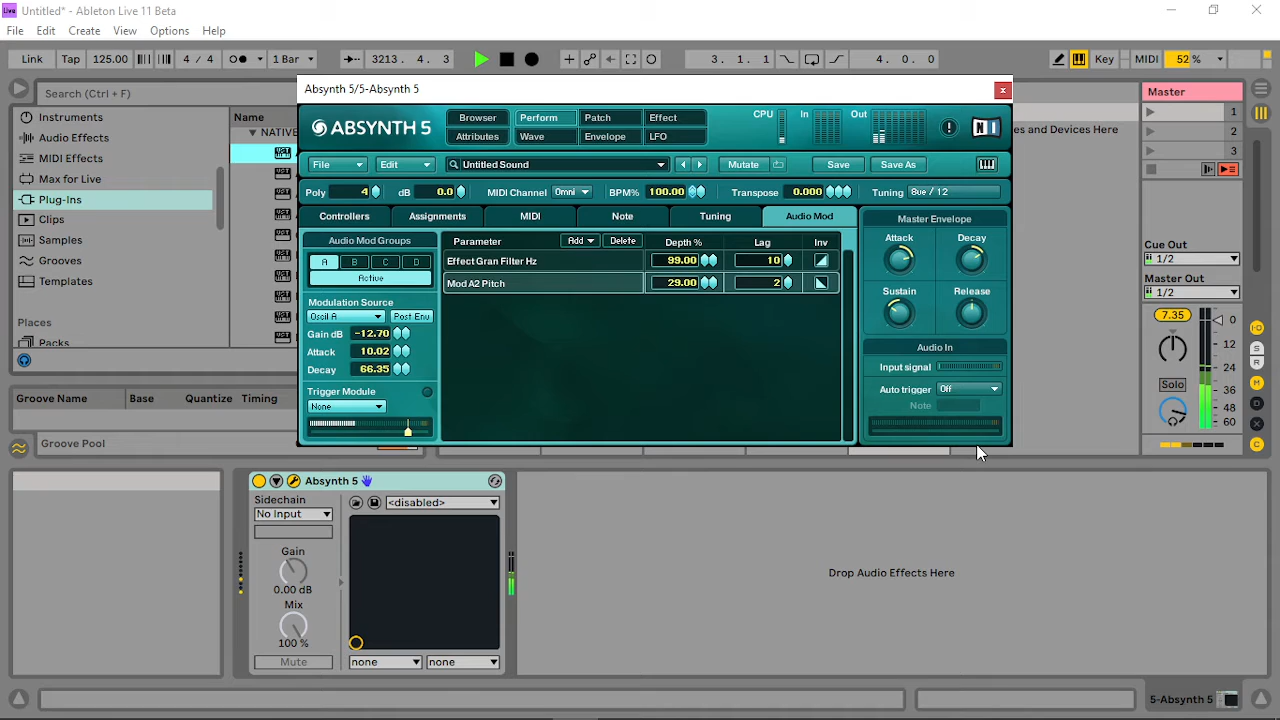 Live Untitled* - Ableton Live 11 Beta
File Edit Create View Options Help
Link Tap 125.00 4 / 4 1 Bar 3213. 4. 3 3. 1. 1 4. 0. 0 Key MIDI 52 %
Search (Ctrl + F)
Instruments
Audio Effects
MIDI Effects
Max for Live
Plug-Ins
Clips
Samples
Grooves
Templates
Places
Packs
Name
NATIVE
Groove Name Base Quantize Timing
Groove Pool
Absynth 5/5-Absynth 5
x
ABSYNTH 5
Browser Perform Patch Effect
Attributes Wave Envelope LFO
CPU In Out
! NI
File Edit Untitled Sound Mutate Save Save As
Poly 4 dB 0.0 MIDI Channel Omni BPM% 100.00 Transpose 0.000 Tuning 8ve / 12
Controllers Assignments MIDI Note Tuning Audio Mod
Audio Mod Groups
A B C D
Active
Modulation Source
Oscil A Post Env
Gain dB -12.70
Attack 10.02
Decay 66.35
Trigger Module
None
Parameter Add Delete Depth % Lag Inv
Effect Gran Filter Hz 99.00 10
Mod A2 Pitch 29.00 2
Master Envelope
Attack Decay
Sustain Release
Audio In
Input signal
Auto trigger Off
Note
es and Devices Here
Master
1
2
3
Cue Out
1/2
Master Out
1/2
7.35
0
12
24
36
48
60
Solo
I-O
S
R
M
D
X
C
Absynth 5
Sidechain
No Input
Gain
0.00 dB
Mix
100 %
Mute
<disabled>
none none
Drop Audio Effects Here
5-Absynth 5